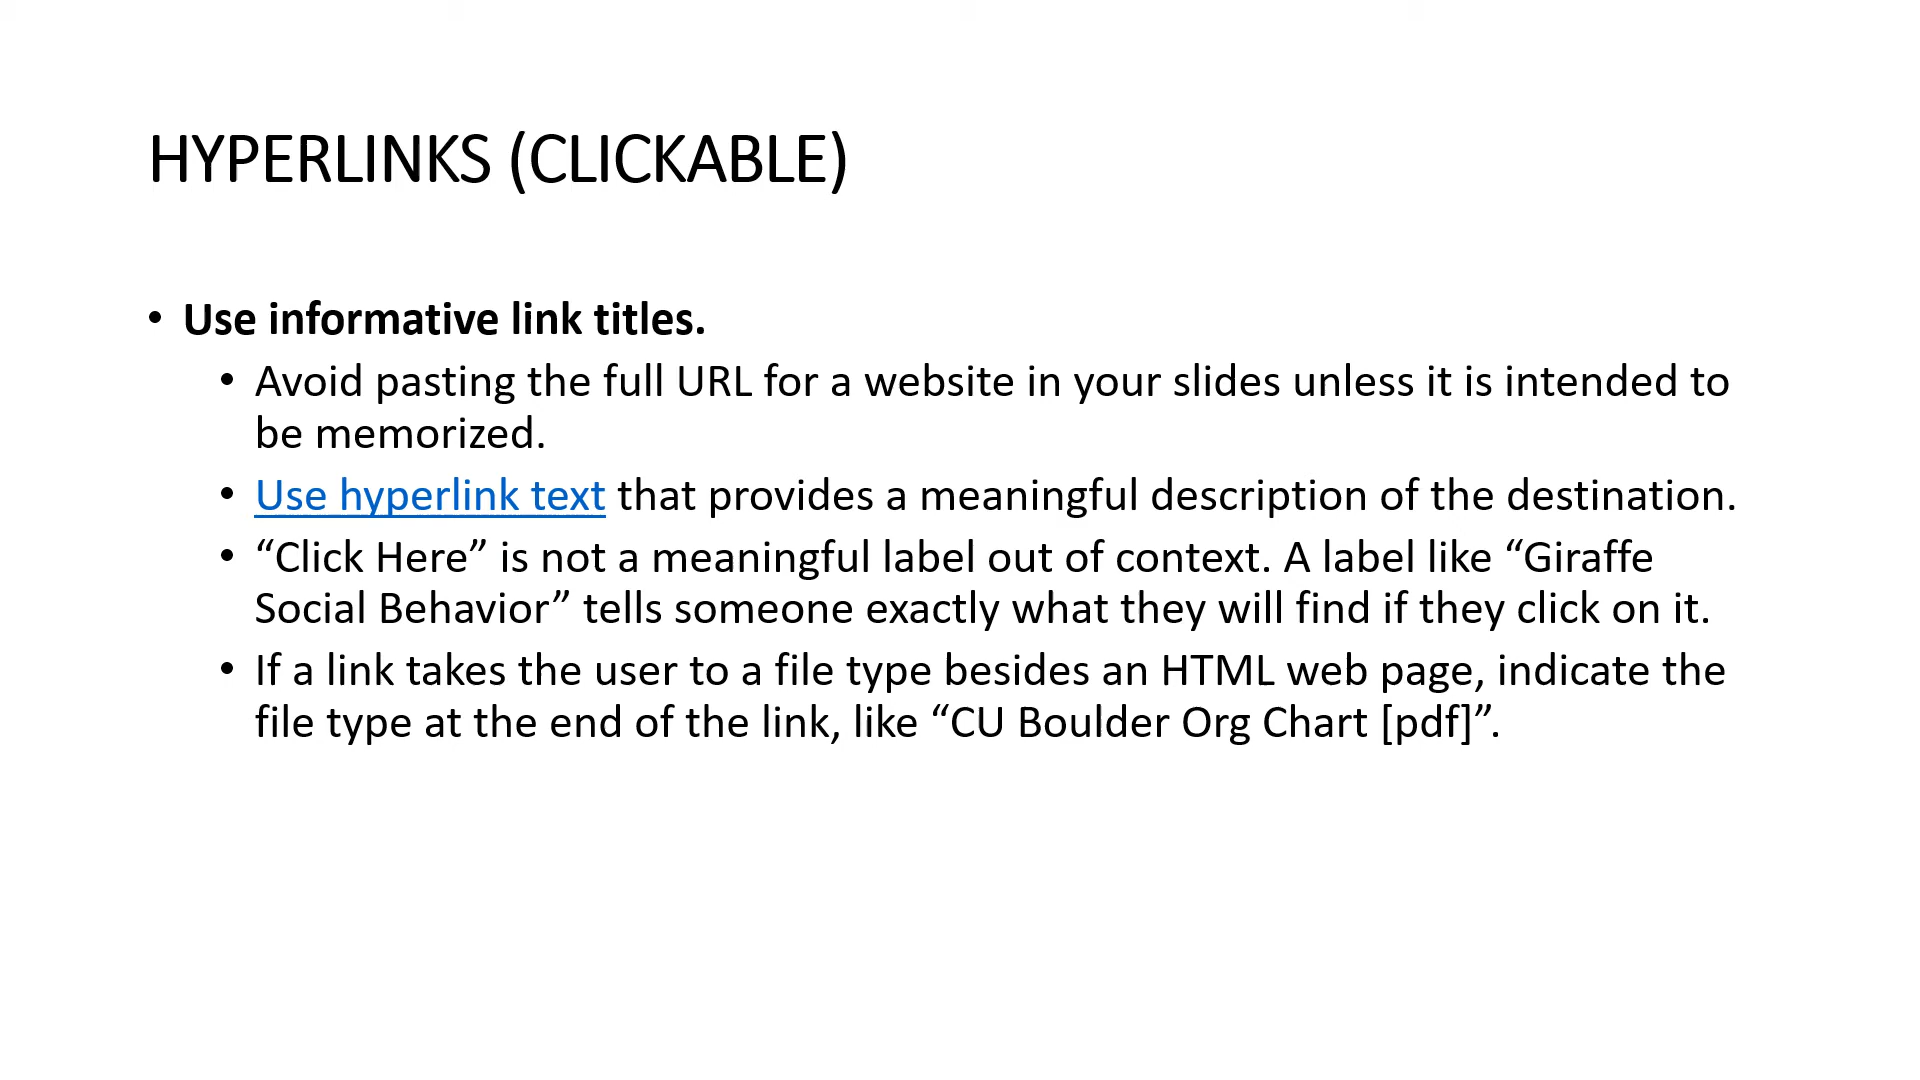 HYPERLINKS (CLICKABLE)
• Use informative link titles.
• Avoid pasting the full URL for a website in your slides unless it is intended to
be memorized.
• Use hyperlink text that provides a meaningful description of the destination.
• “Click Here” is not a meaningful label out of context. A label like “Giraffe
Social Behavior” tells someone exactly what they will find if they click on it.
• If a link takes the user to a file type besides an HTML web page, indicate the
file type at the end of the link, like “CU Boulder Org Chart [pdf]”.